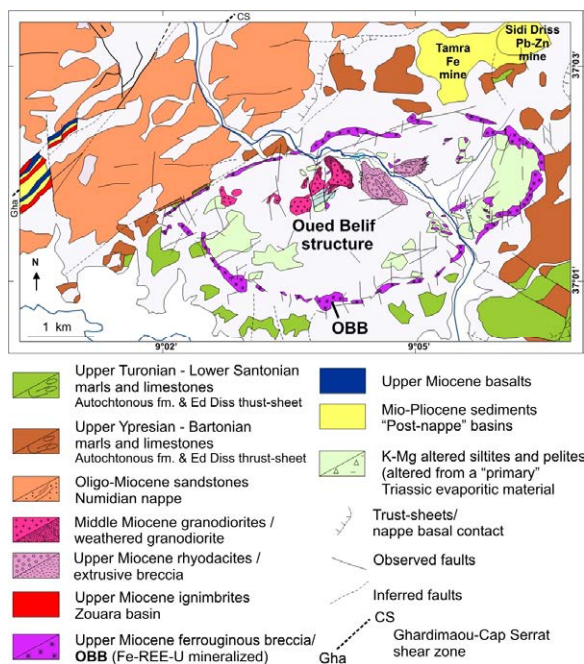 CS
Sidi Driss
Pb-Zn
mine
Tamra
Fe
mine
37°03'
Gha
Oued Belif
structure
N
37°01'
1 km
OBB
9°02'
9°05'
Upper Turonian - Lower Santonian
marls and limestones
Autochtonous fm. & Ed Diss thust-sheet
Upper Ypresian - Bartonian
marls and limestones
Autochtonous fm. & Ed Diss thrust-sheet
Oligo-Miocene sandstones
Numidian nappe
Middle Miocene granodiorites /
weathered granodiorite
Upper Miocene rhyodacites /
extrusive breccia
Upper Miocene ignimbrites
Zouara basin
Upper Miocene ferrouginous breccia/
OBB (Fe-REE-U mineralized)
Upper Miocene basalts
Mio-Pliocene sediments
"Post-nappe" basins
K-Mg altered siltites and pelites
(altered from a "primary"
Triassic evaporitic material
Trust-sheets/
nappe basal contact
Observed faults
Inferred faults
CS
Ghardimaou-Cap Serrat
shear zone
Gha